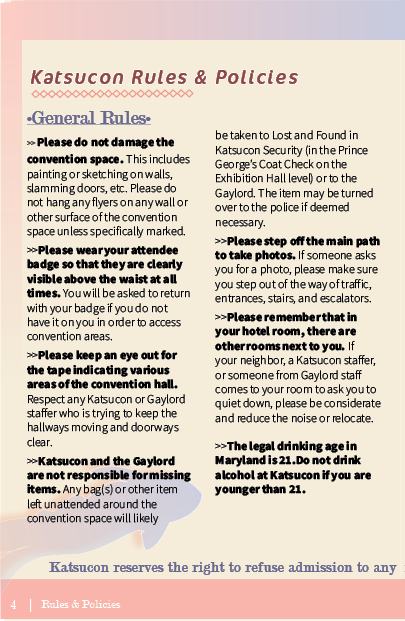 Katsucon Rules & Policies
•General Rules•
>> Please do not damage the
convention space. This includes
painting or sketching on walls,
slamming doors, etc. Please do
not hang any flyers on any wall or
other surface of the convention
space unless specifically marked.
>>Please wear your attendee
badge so that they are clearly
visible above the waist at all
times. You will be asked to return
with your badge if you do not
have it on you in order to access
convention areas.
>>Please keep an eye out for
the tape indicating various
areas of the convention hall.
Respect any Katsucon or Gaylord
staffer who is trying to keep the
hallways moving and doorways
clear.
>>Katsucon and the Gaylord
are not responsible for missing
items. Any bag(s) or other item
left unattended around the
convention space will likely
be taken to Lost and Found in
Katsucon Security (in the Prince
George's Coat Check on the
Exhibition Hall level) or to the
Gaylord. The item may be turned
over to the police if deemed
necessary.
>>Please step off the main path
to take photos. If someone asks
you for a photo, please make sure
you step out of the way of traffic,
entrances, stairs, and escalators.
>>Please remember that in
your hotel room, there are
other rooms next to you. If
your neighbor, a Katsucon staffer,
or someone from Gaylord staff
comes to your room to ask you to
quiet down, please be considerate
and reduce the noise or relocate.
>>The legal drinking age in
Maryland is 21.Do not drink
alcohol at Katsucon if you are
younger than 21.
Katsucon reserves the right to refuse admission to any
4 | Rules & Policies